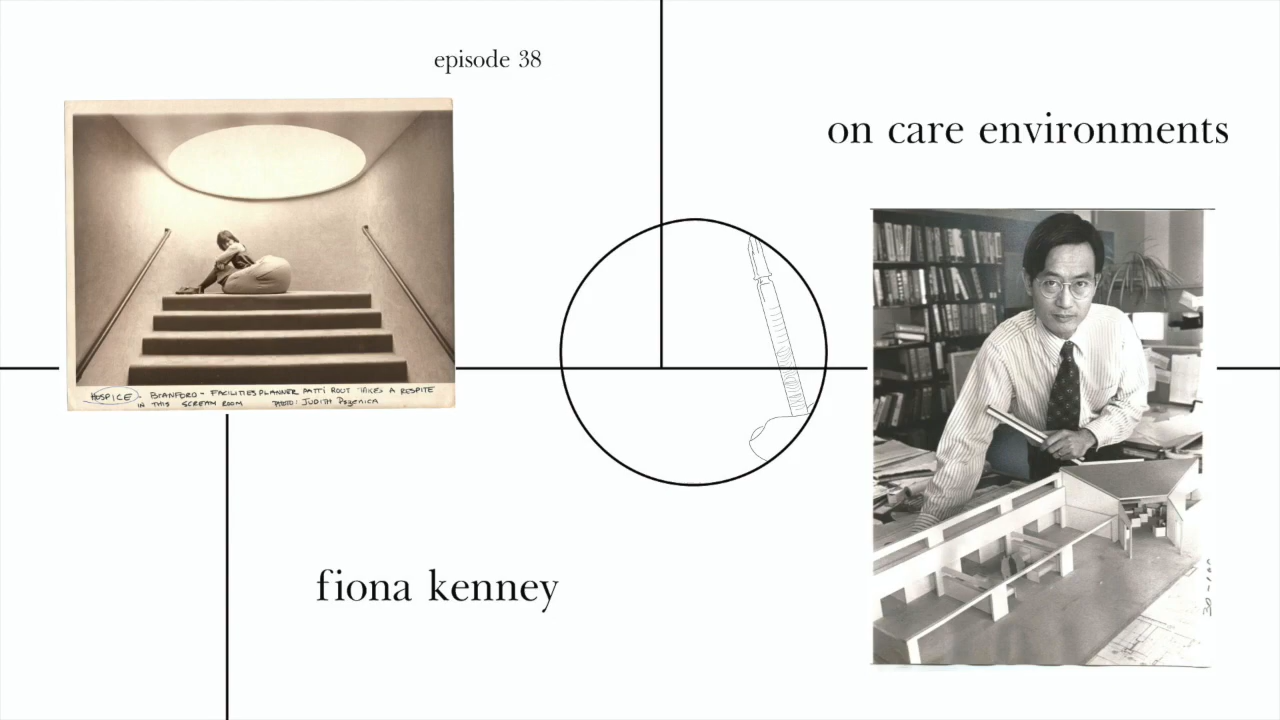 episode 38
on care environments
HOSPICE - BRANFORD - FACILITIES PLANNER PATTI ROUT TAKES A RESPITE
IN THIS SCREAM ROOM PHOTO: JUDITH
fiona kenney